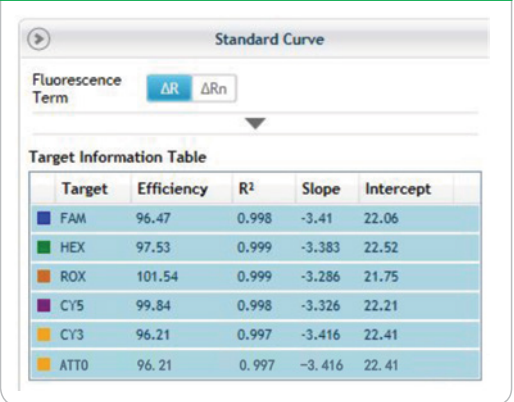 Standard Curve
Fluorescence
Term
ΔR ΔRn
Target Information Table
Target Efficiency R² Slope Intercept
FAM 96.47 0.998 -3.41 22.06
HEX 97.53 0.999 -3.383 22.52
ROX 101.54 0.999 -3.286 21.75
CY5 99.84 0.998 -3.326 22.21
CY3 96.21 0.997 -3.416 22.41
ATTO 96.21 0.997 -3.416 22.41